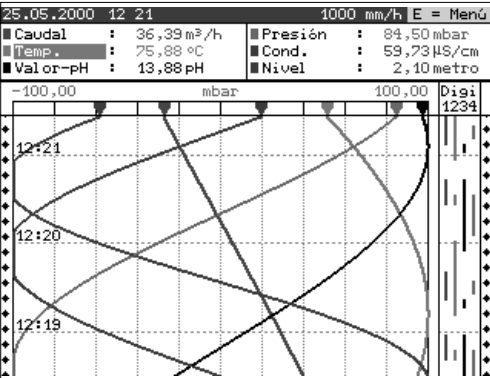 25.05.2000 12 21 1000 mm/h E = Menú
Caudal : 36,39 m³/h Presión : 84,50 mbar
Temp. : 75,88 ºC Cond. : 59,73 µS/cm
Valor-pH : 13,88 pH Nivel : 2,10 metro
-100,00 mbar 100,00 Digi
1234
12:21
12:20
12:19